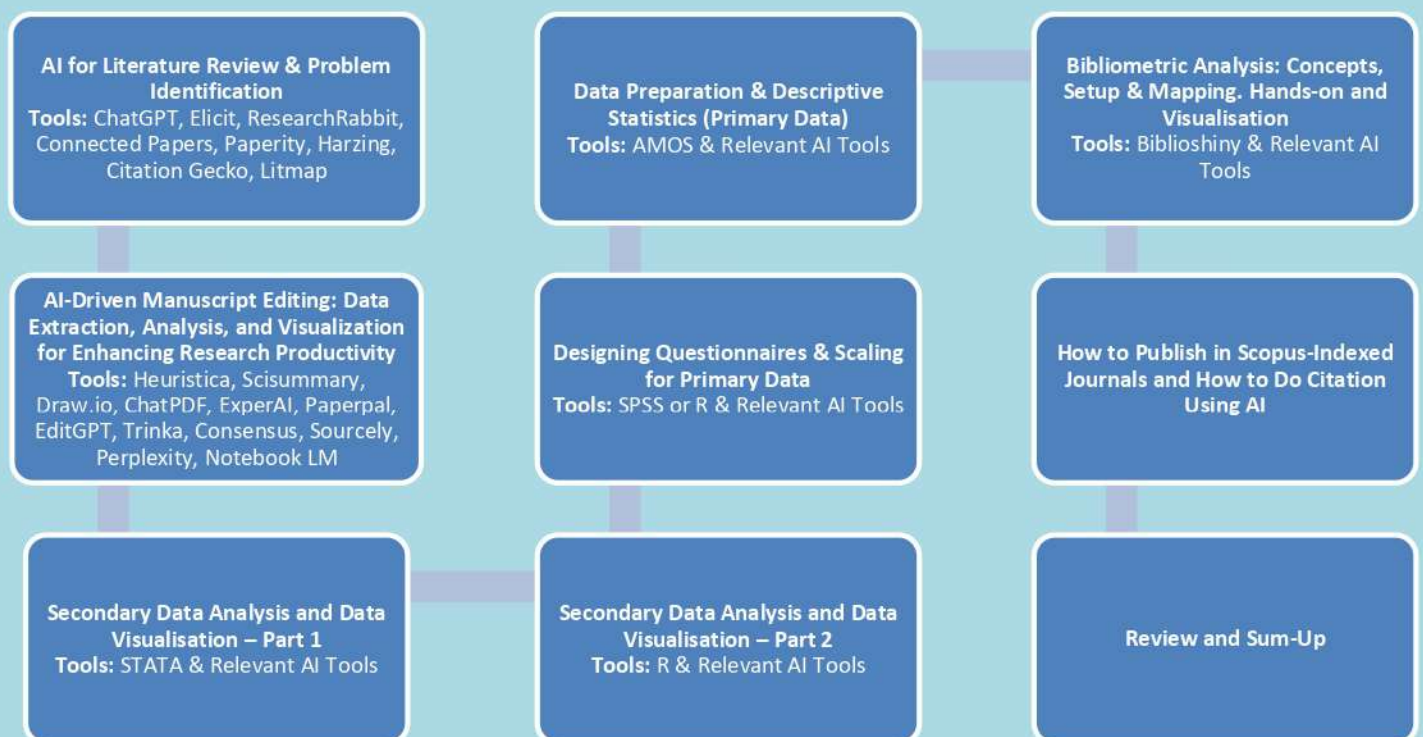 AI for Literature Review & Problem
Identification
Tools: ChatGPT, Elicit, ResearchRabbit,
Connected Papers, Paperity, Harzing,
Citation Gecko, Litmap
AI-Driven Manuscript Editing: Data
Extraction, Analysis, and Visualization
for Enhancing Research Productivity
Tools: Heuristica, Scisummary,
Draw.io, ChatPDF, ExperAI, Paperpal,
EditGPT, Trinka, Consensus, Sourcely,
Perplexity, Notebook LM
Secondary Data Analysis and Data
Visualisation – Part 1
Tools: STATA & Relevant AI Tools
Secondary Data Analysis and Data
Visualisation – Part 2
Tools: R & Relevant AI Tools
Designing Questionnaires & Scaling
for Primary Data
Tools: SPSS or R & Relevant AI Tools
Data Preparation & Descriptive
Statistics (Primary Data)
Tools: AMOS & Relevant AI Tools
Bibliometric Analysis: Concepts,
Setup & Mapping. Hands-on and
Visualisation
Tools: Biblioshiny & Relevant AI
Tools
How to Publish in Scopus-Indexed
Journals and How to Do Citation
Using AI
Review and Sum-Up